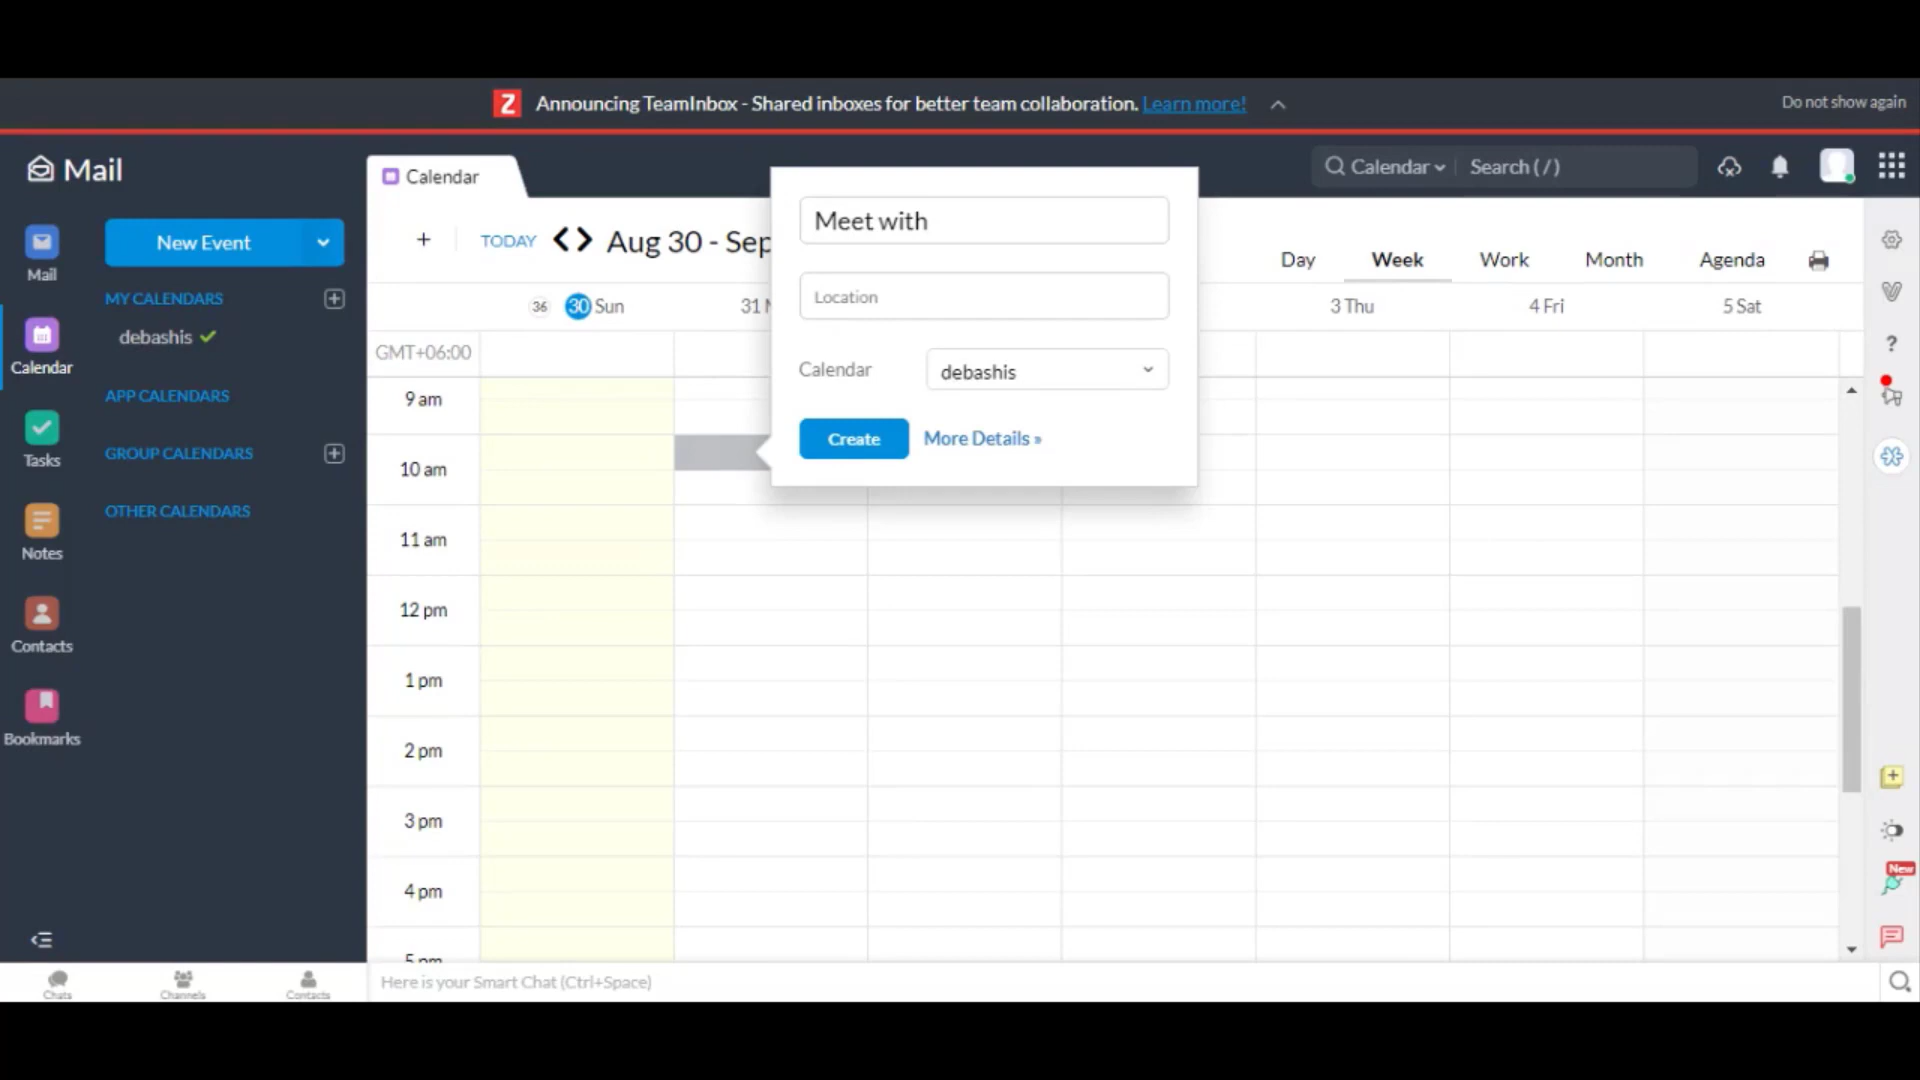 Z Announcing TeamInbox - Shared inboxes for better team collaboration. Learn more! Do not show again
Mail
Calendar
Calendar Search ( / )
Mail
Calendar
Tasks
Notes
Contacts
Bookmarks
New Event
MY CALENDARS
debashis
APP CALENDARS
GROUP CALENDARS
OTHER CALENDARS
+ TODAY Aug 30 - Sep
Day Week Work Month Agenda
36 30 Sun 31 3 Thu 4 Fri 5 Sat
GMT+06:00
9 am
10 am
11 am
12 pm
1 pm
2 pm
3 pm
4 pm
5 pm
Meet with
Location
Calendar debashis
Create More Details »
?
New
Chats Channels Contacts
Here is your Smart Chat (Ctrl+Space)